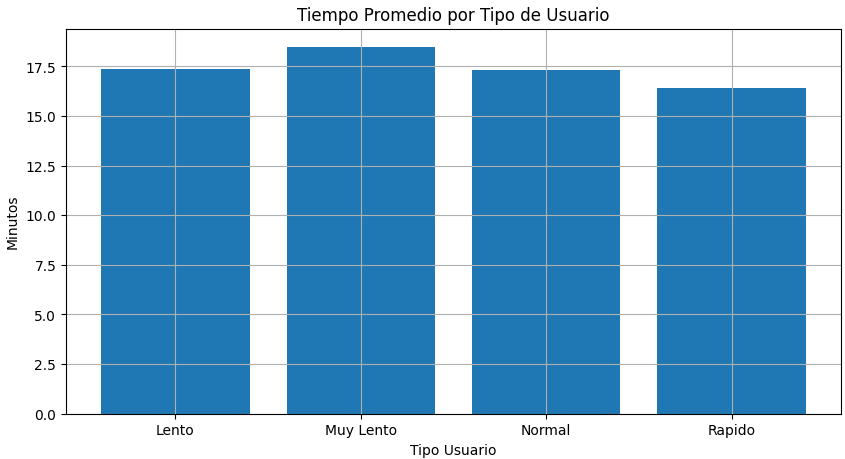 Tiempo Promedio por Tipo de Usuario
Minutos
17.5
15.0
12.5
10.0
7.5
5.0
2.5
0.0
Lento Muy Lento Normal Rapido
Tipo Usuario